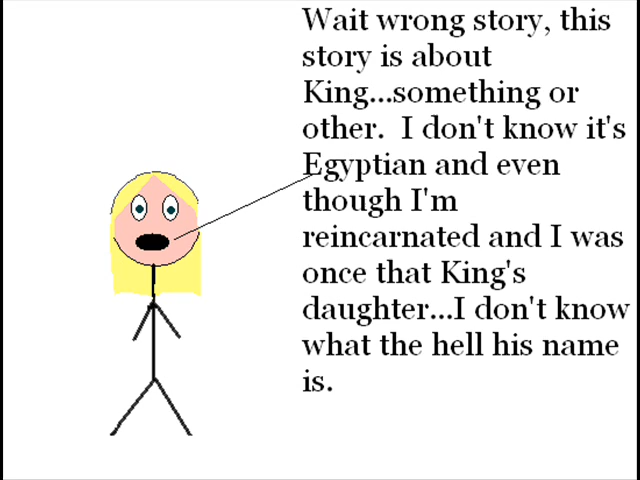 Wait wrong story, this
story is about
King...something or
other.  I don't know it's
Egyptian and even
though I'm
reincarnated and I was
once that King's
daughter...I don't know
what the hell his name
is.